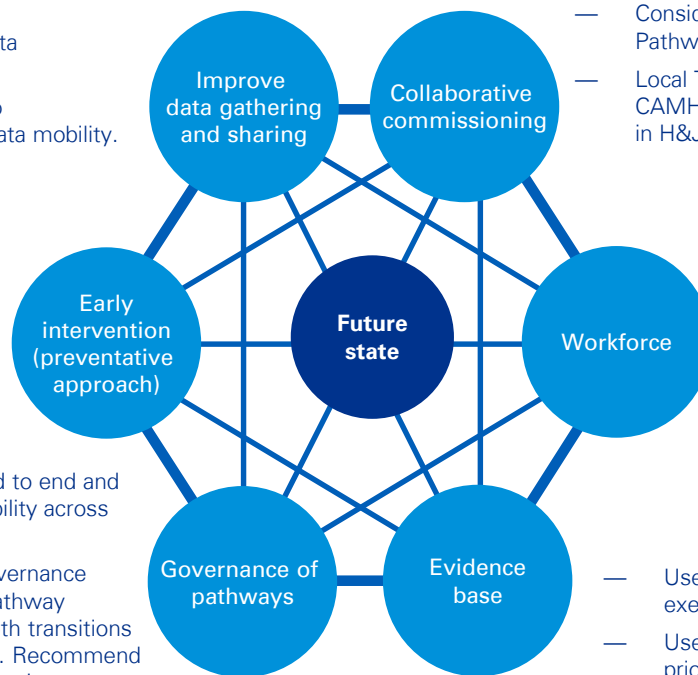 ta
o
ata mobility.
Improve
data gathering
and sharing
Collaborative
commissioning
— Consid
Pathw
— Local T
CAMH
in H&J
Early
intervention
(preventative
approach)
Future
state
Workforce
d to end and
bility across
vernance
athway
th transitions
. Recommend
Governance of
pathways
Evidence
base
— Use
exe
— Use
prio